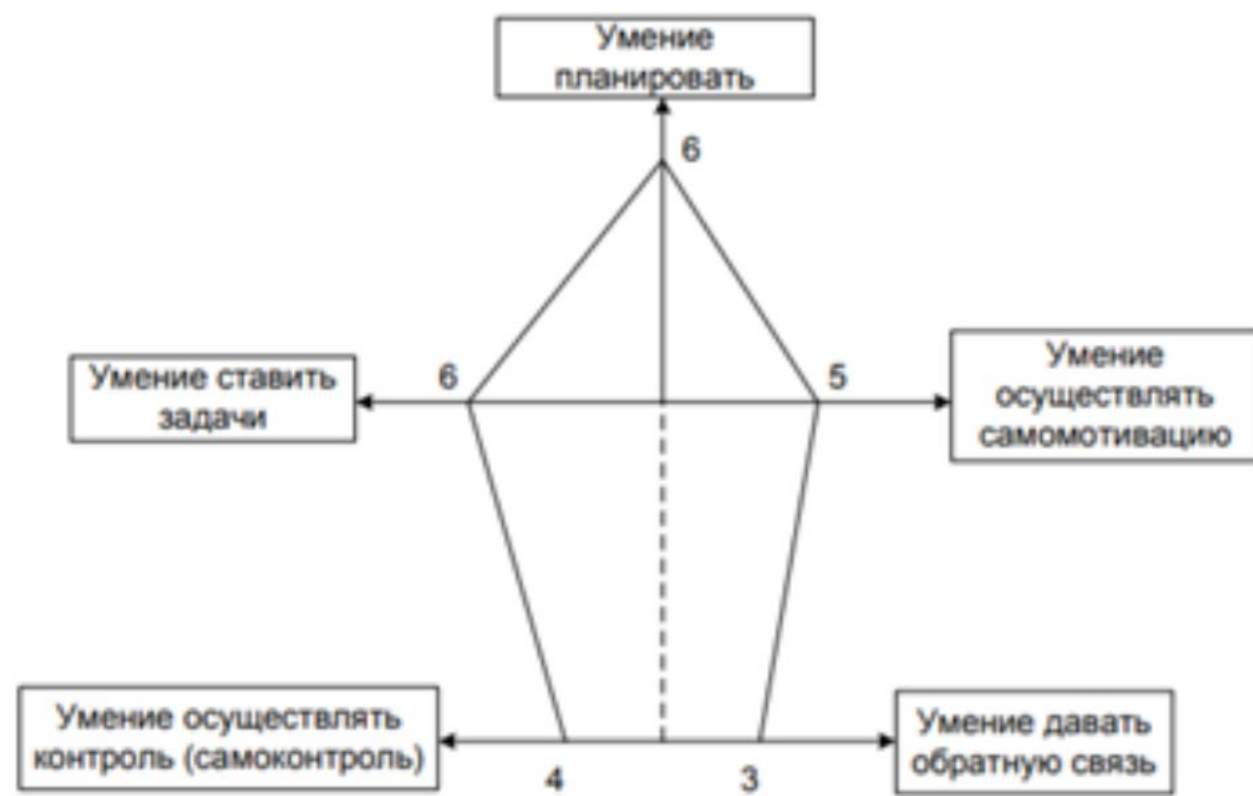 Умение
планировать
6
Умение ставить
задачи
6
5
Умение
осуществлять
самомотивацию
Умение осуществлять
контроль (самоконтроль)
4
3
Умение давать
обратную связь